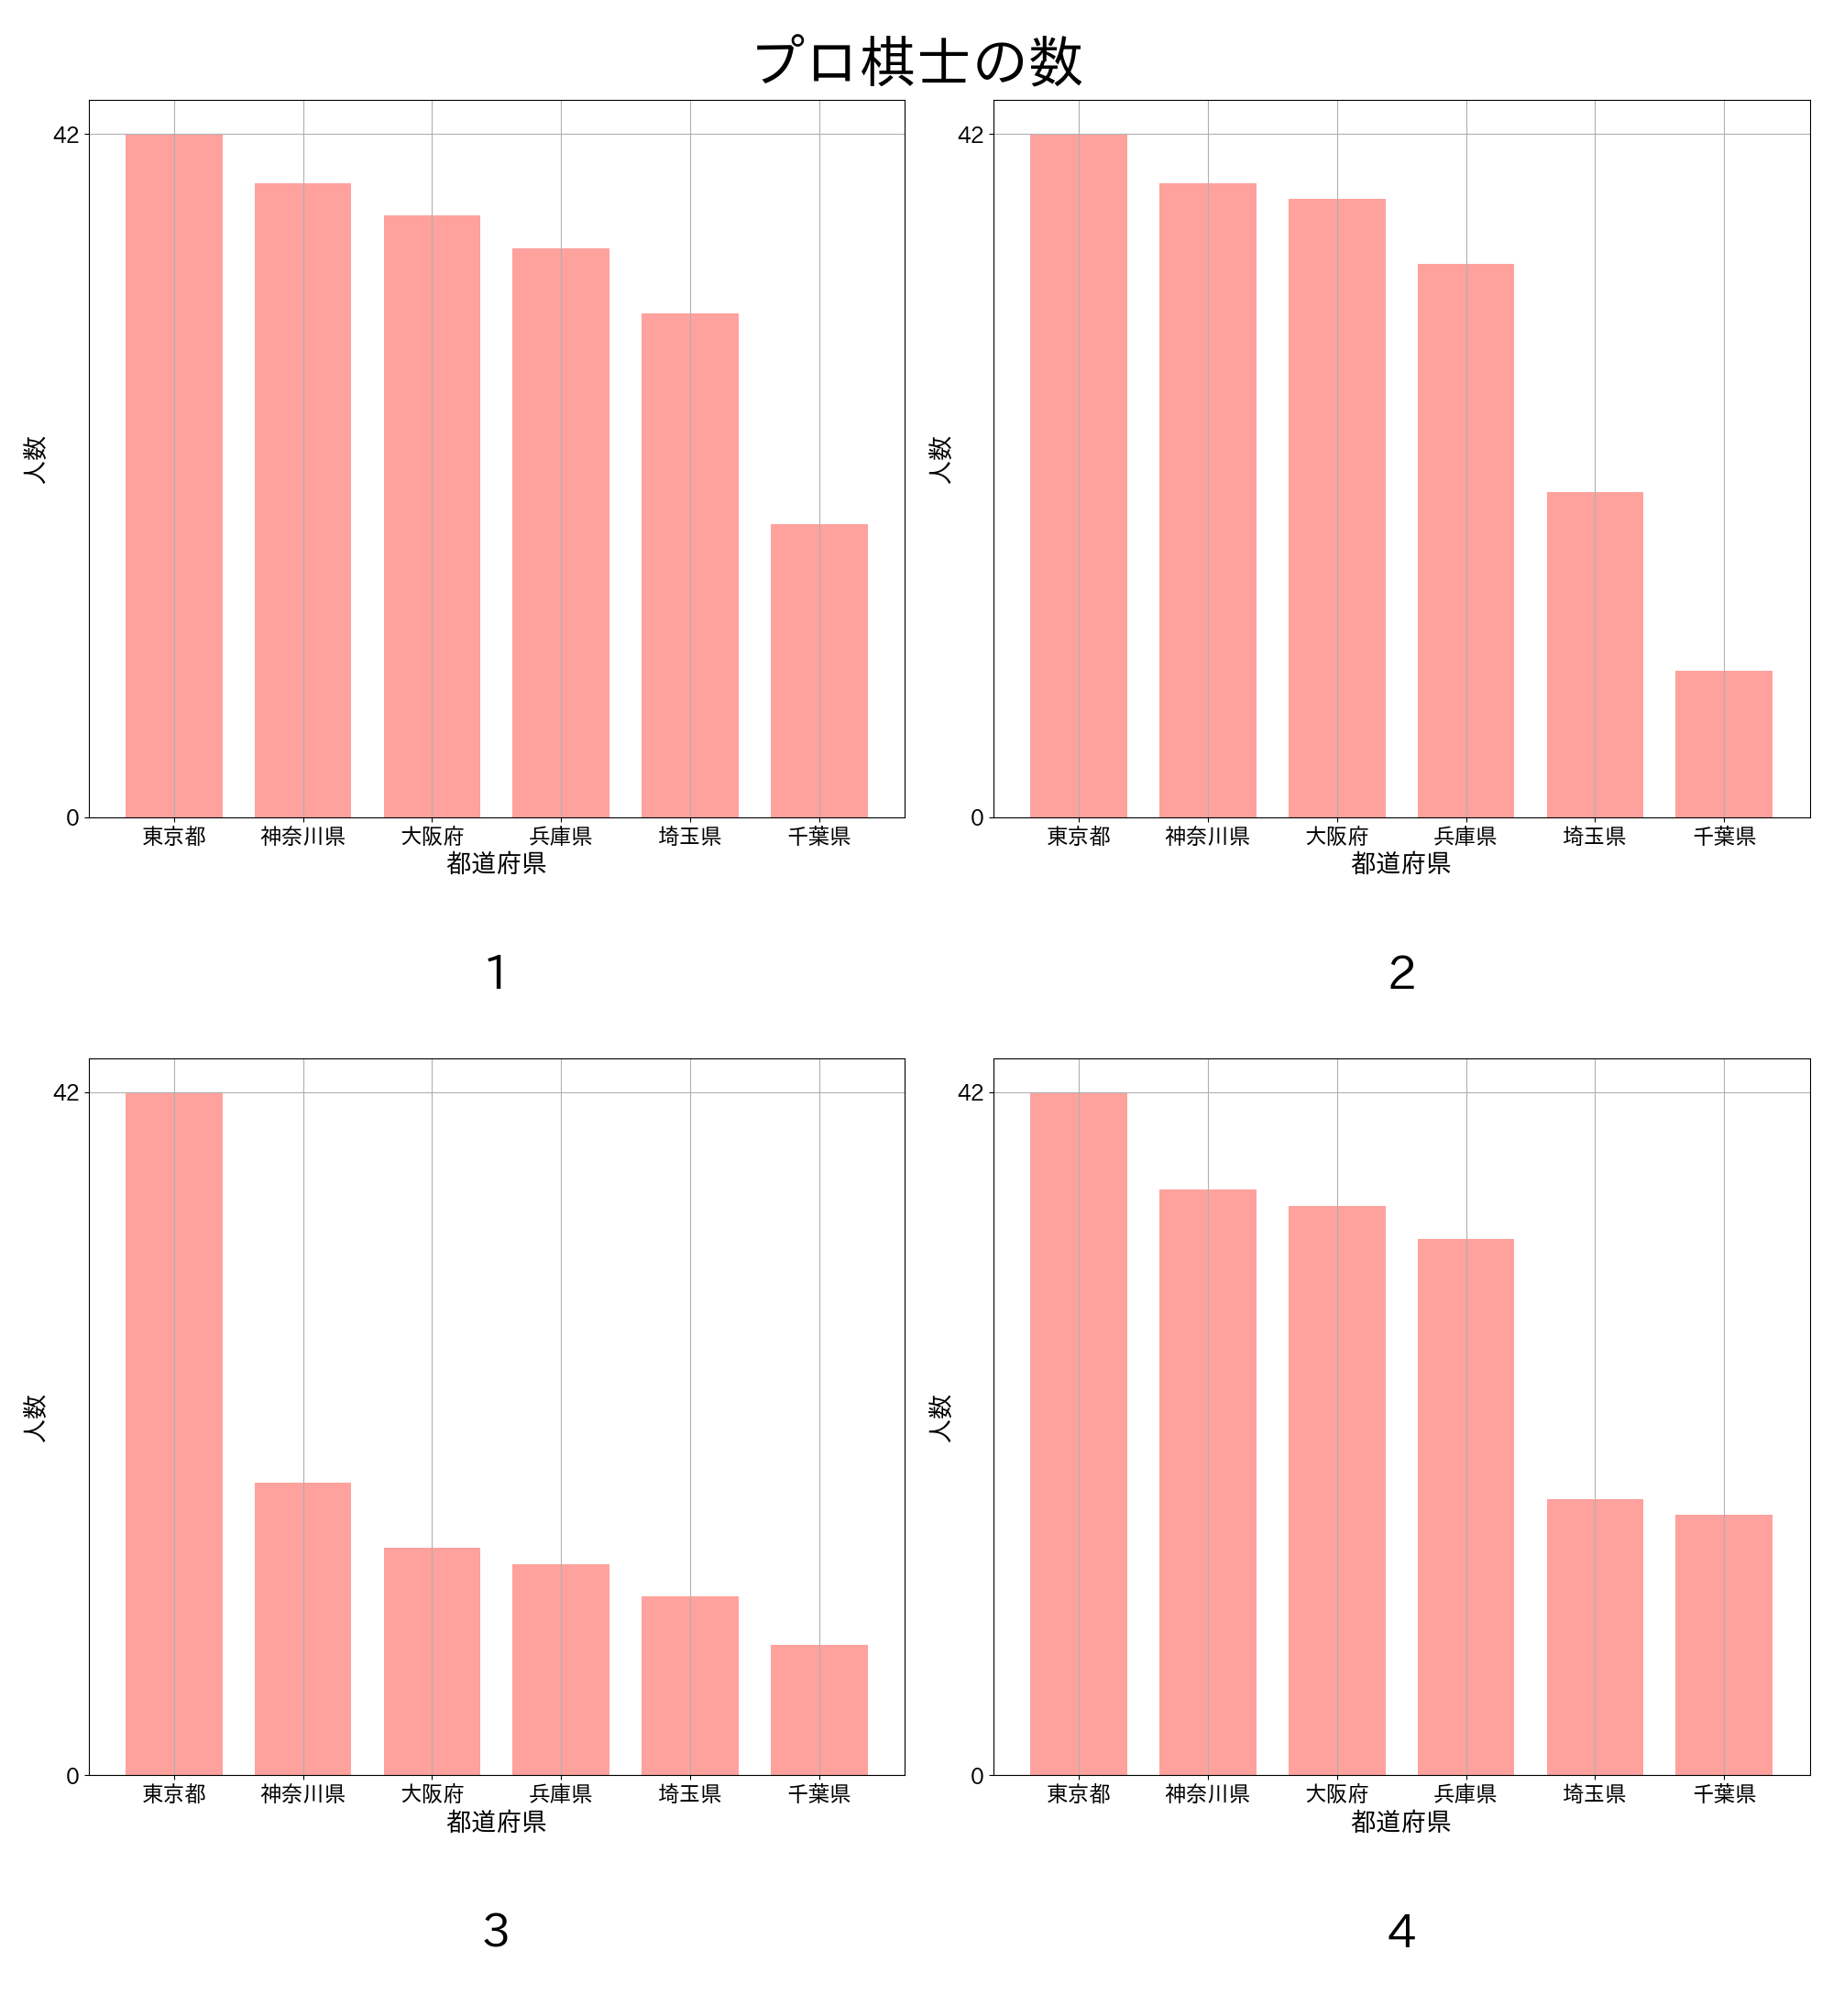 プロ棋士の数
42
0
人数
東京都 神奈川県 大阪府 兵庫県 埼玉県 千葉県
都道府県
1
42
0
人数
東京都 神奈川県 大阪府 兵庫県 埼玉県 千葉県
都道府県
2
42
0
人数
東京都 神奈川県 大阪府 兵庫県 埼玉県 千葉県
都道府県
3
42
0
人数
東京都 神奈川県 大阪府 兵庫県 埼玉県 千葉県
都道府県
4